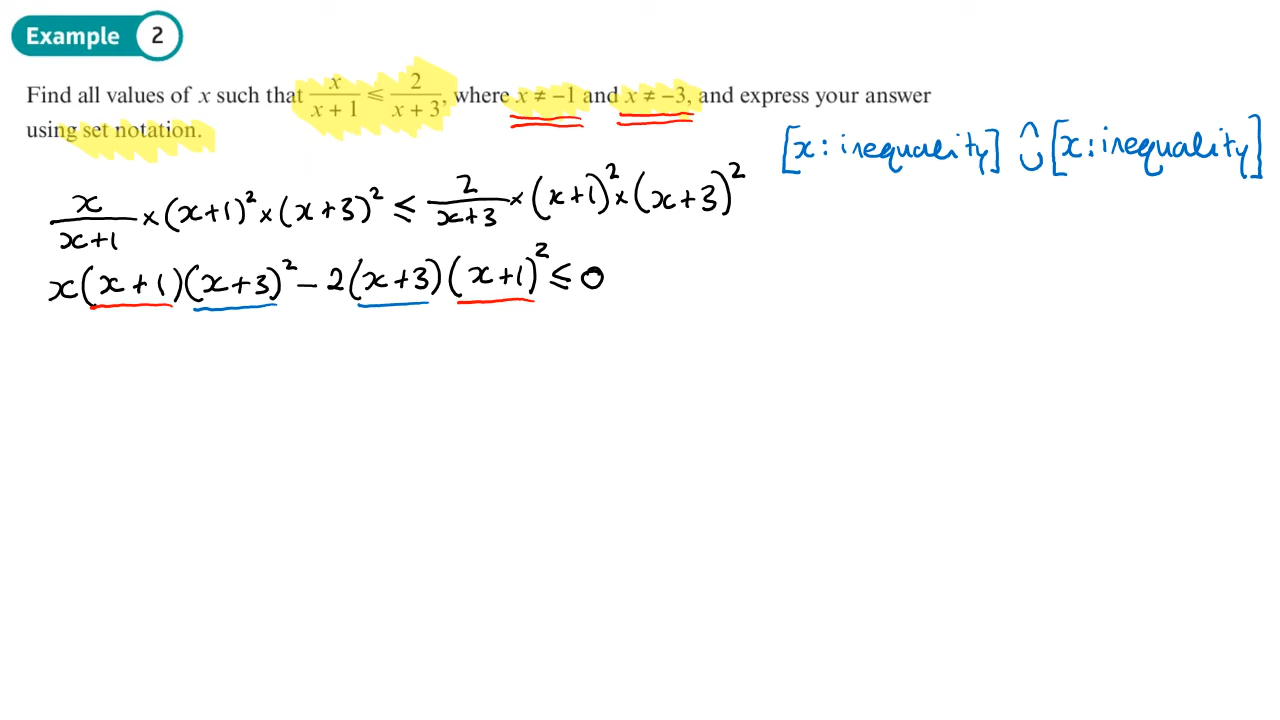 Example 2
Find all values of x such that x/(x + 1) ⩽ 2/(x + 3), where x ≠ −1 and x ≠ −3, and express your answer
using set notation.
[x : inequality] ∩∪ [x : inequality]
x/(x+1) × (x+1)² × (x+3)² ⩽ 2/(x+3) × (x+1)² × (x+3)²
x(x+1)(x+3)² − 2(x+3)(x+1)² ⩽ 0